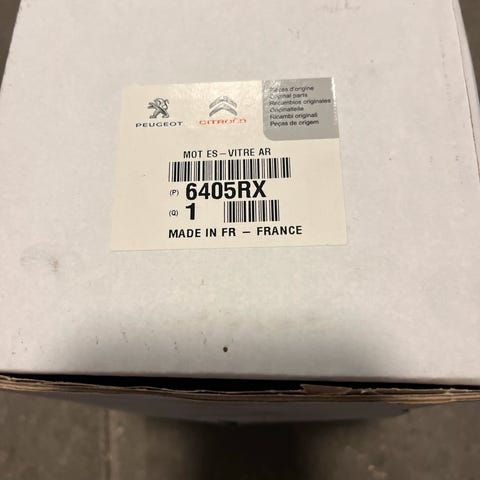 PEUGEOT
CITROËN
Pièces d'origine
Original parts
Recambios originales
Originalteile
Ricambi originali
Peças de origem
MOT ES-VITRE AR
(P) 6405RX
(Q) 1
MADE IN FR - FRANCE